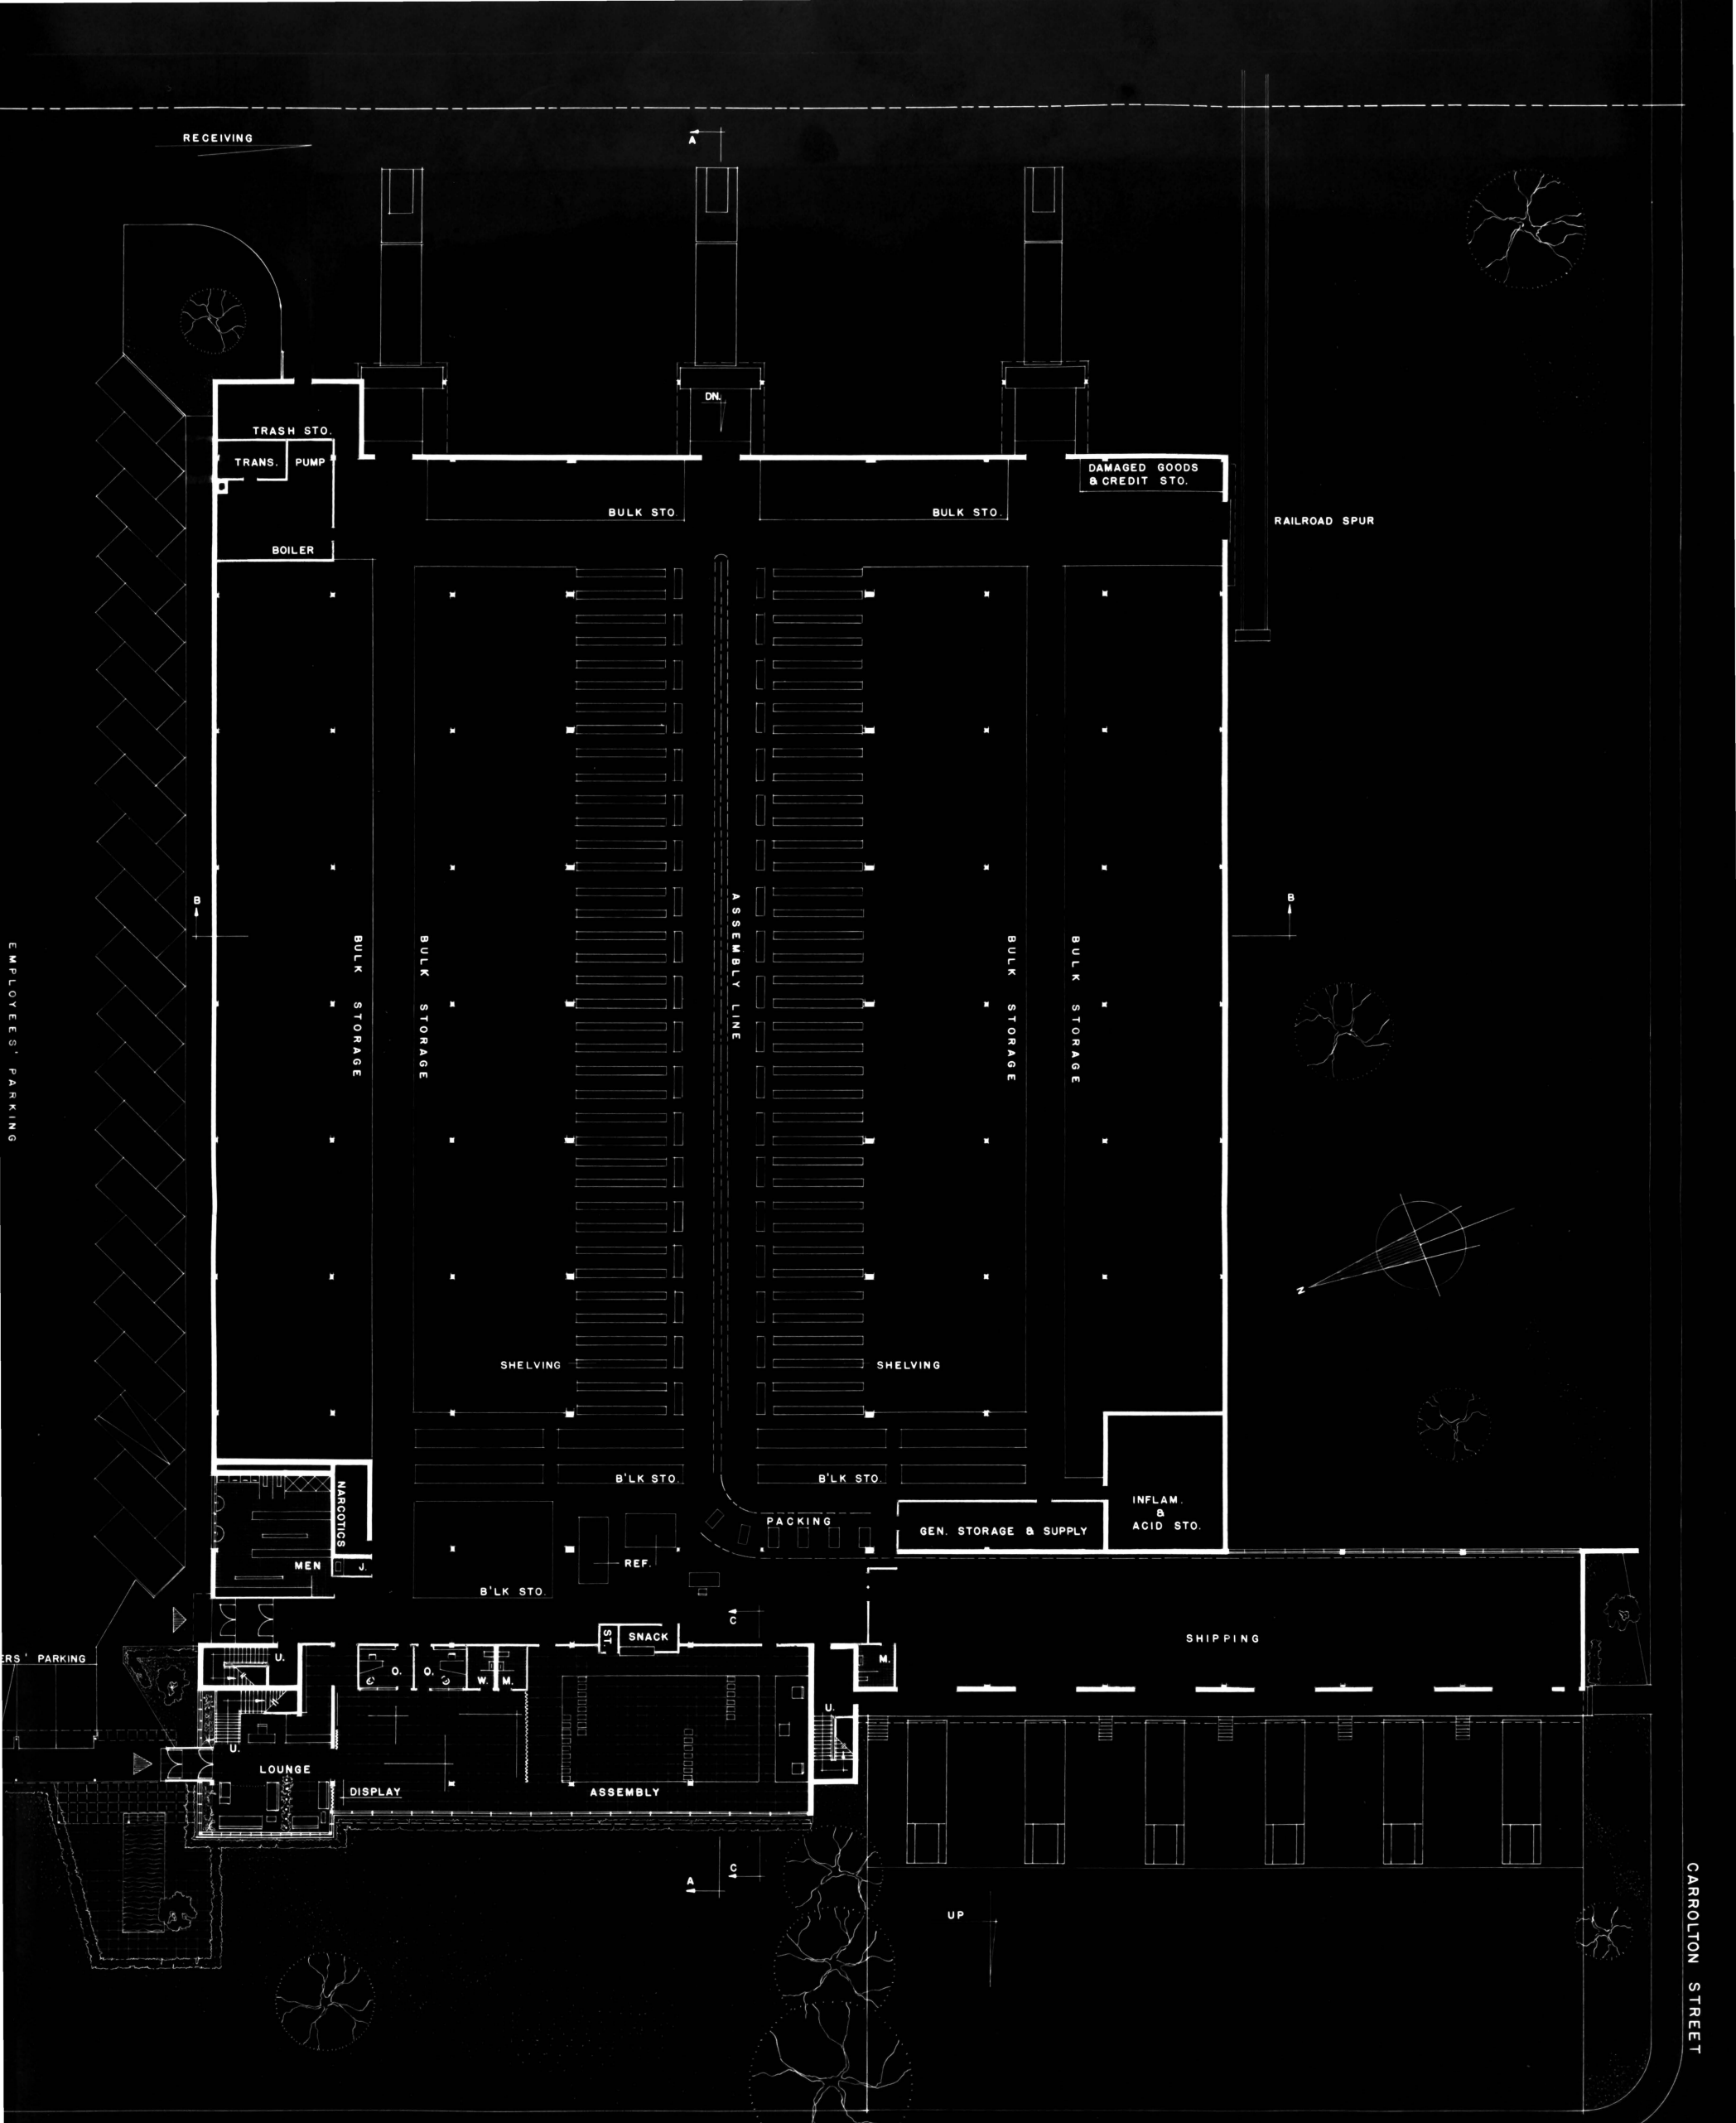 RECEIVING
A
DN.
TRASH STO.
TRANS.
PUMP
DAMAGED GOODS
& CREDIT STO.
BULK STO.
BULK STO.
RAILROAD SPUR
BOILER
B
B
ASSEMBLY LINE
BULK STORAGE
BULK STORAGE
BULK STORAGE
BULK STORAGE
EMPLOYEES' PARKING
N
SHELVING
SHELVING
B'LK STO.
B'LK STO.
NARCOTICS
INFLAM.
&
ACID STO.
PACKING
GEN. STORAGE & SUPPLY
MEN
J.
REF.
B'LK STO.
C
ST.
SNACK
SHIPPING
ERS' PARKING
U.
O.
O.
W.
M.
M.
U.
U.
LOUNGE
DISPLAY
ASSEMBLY
C
A
UP
CARROLTON STREET